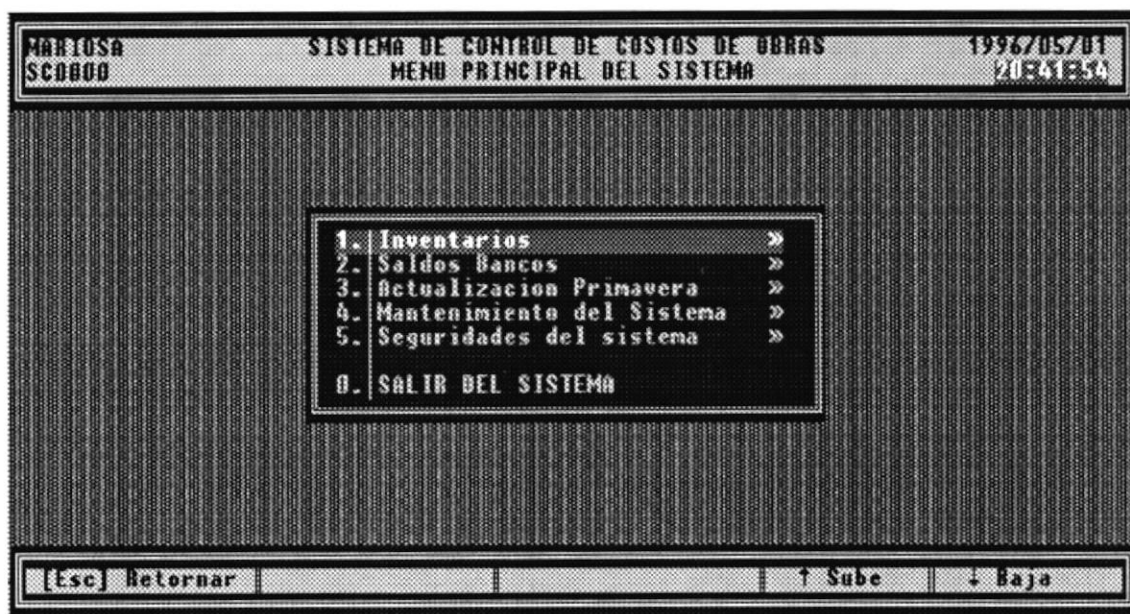 MARIOSA SISTEMA DE CONTROL DE COSTOS DE OBRAS 1996/05/01
SC0000 MENU PRINCIPAL DEL SISTEMA 20:41:54
1. Inventarios »
2. Saldos Bancos »
3. Actualizacion Primavera »
4. Mantenimiento del Sistema »
5. Seguridades del sistema »
0. SALIR DEL SISTEMA
[Esc] Retornar ↑ Sube ↓ Baja